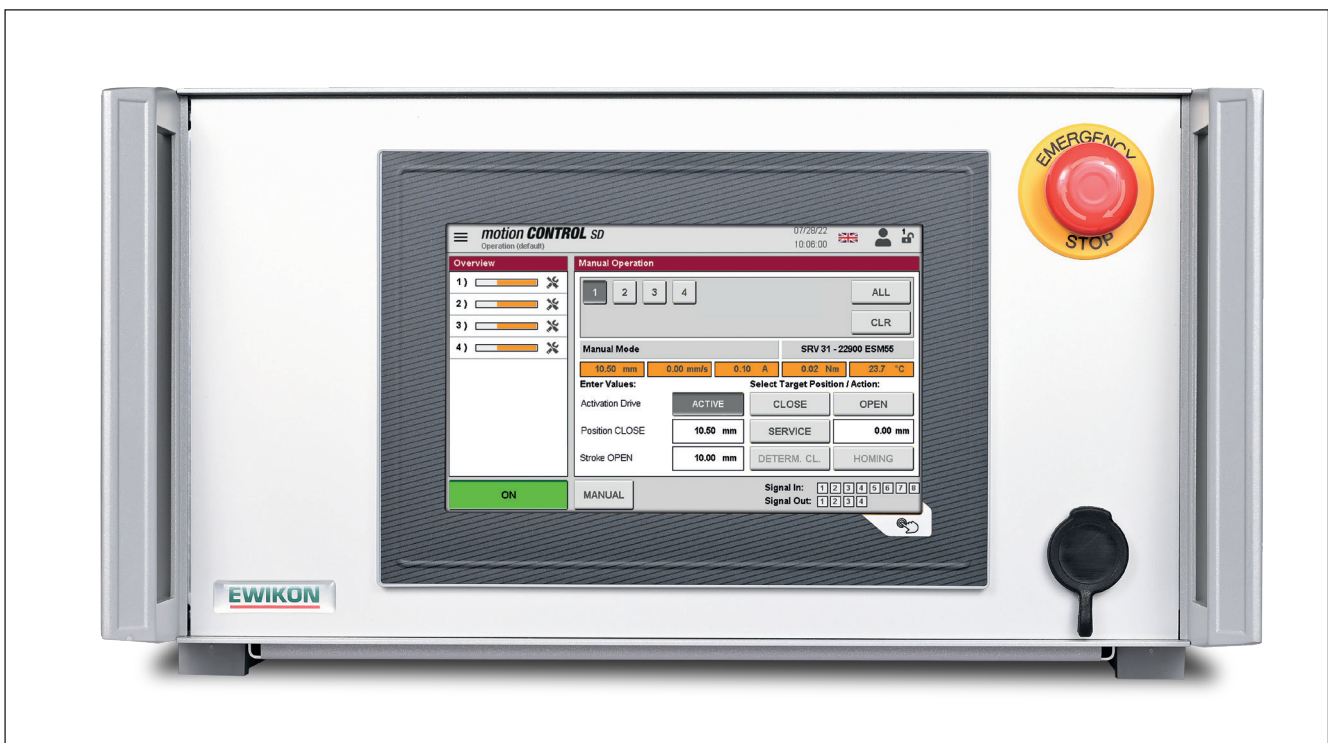 EMERGENCY
STOP
motion CONTROL SD
Operation (default)
07/28/22
10:06:00
1
Overview
1)
2)
3)
4)
Manual Operation
1 2 3 4 ALL
CLR
Manual Mode SRV 31 - 22900 ESM55
10.50 mm 0.00 mm/s 0.10 A 0.02 Nm 23.7 °C
Enter Values: Select Target Position / Action:
Activation Drive ACTIVE CLOSE OPEN
Position CLOSE 10.50 mm SERVICE 0.00 mm
Stroke OPEN 10.00 mm DETERM. CL. HOMING
ON MANUAL
Signal In: 1 2 3 4 5 6 7 8
Signal Out: 1 2 3 4
EWIKON